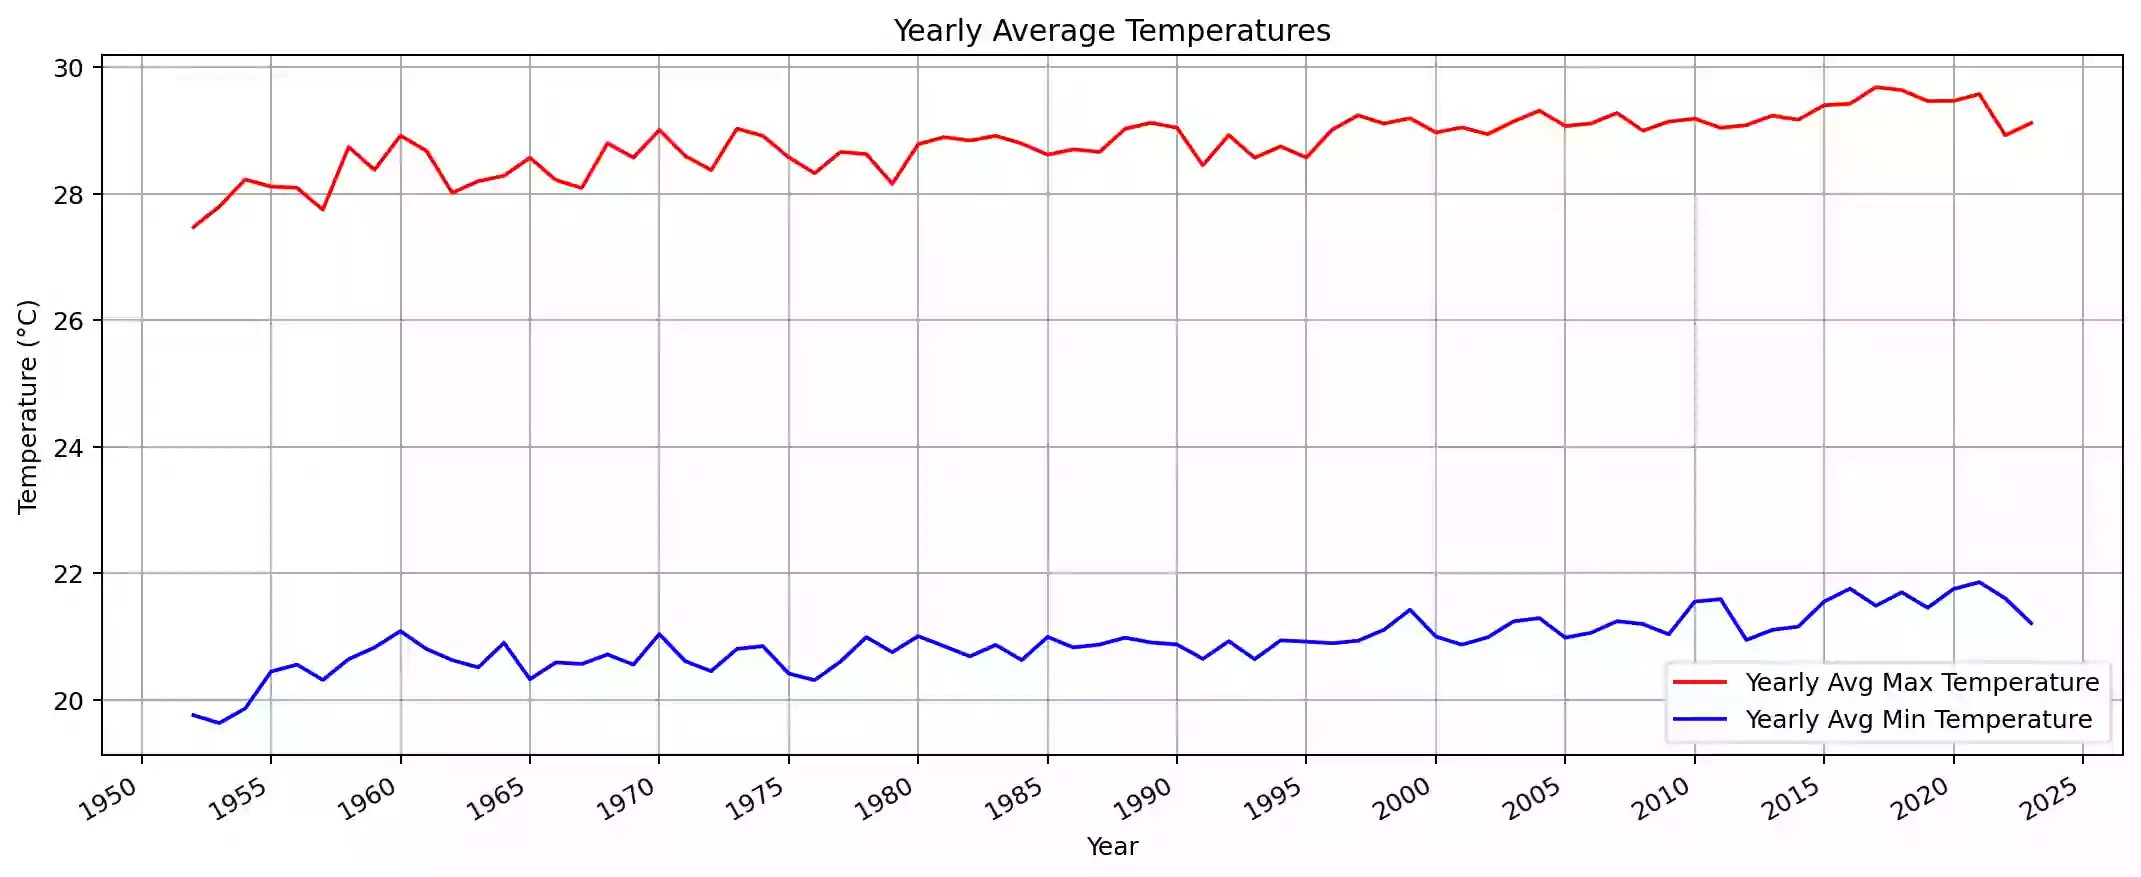 Yearly Average Temperatures
30
28
26
24
22
20
Temperature (°C)
Yearly Avg Max Temperature
Yearly Avg Min Temperature
1950 1955 1960 1965 1970 1975 1980 1985 1990 1995 2000 2005 2010 2015 2020 2025
Year